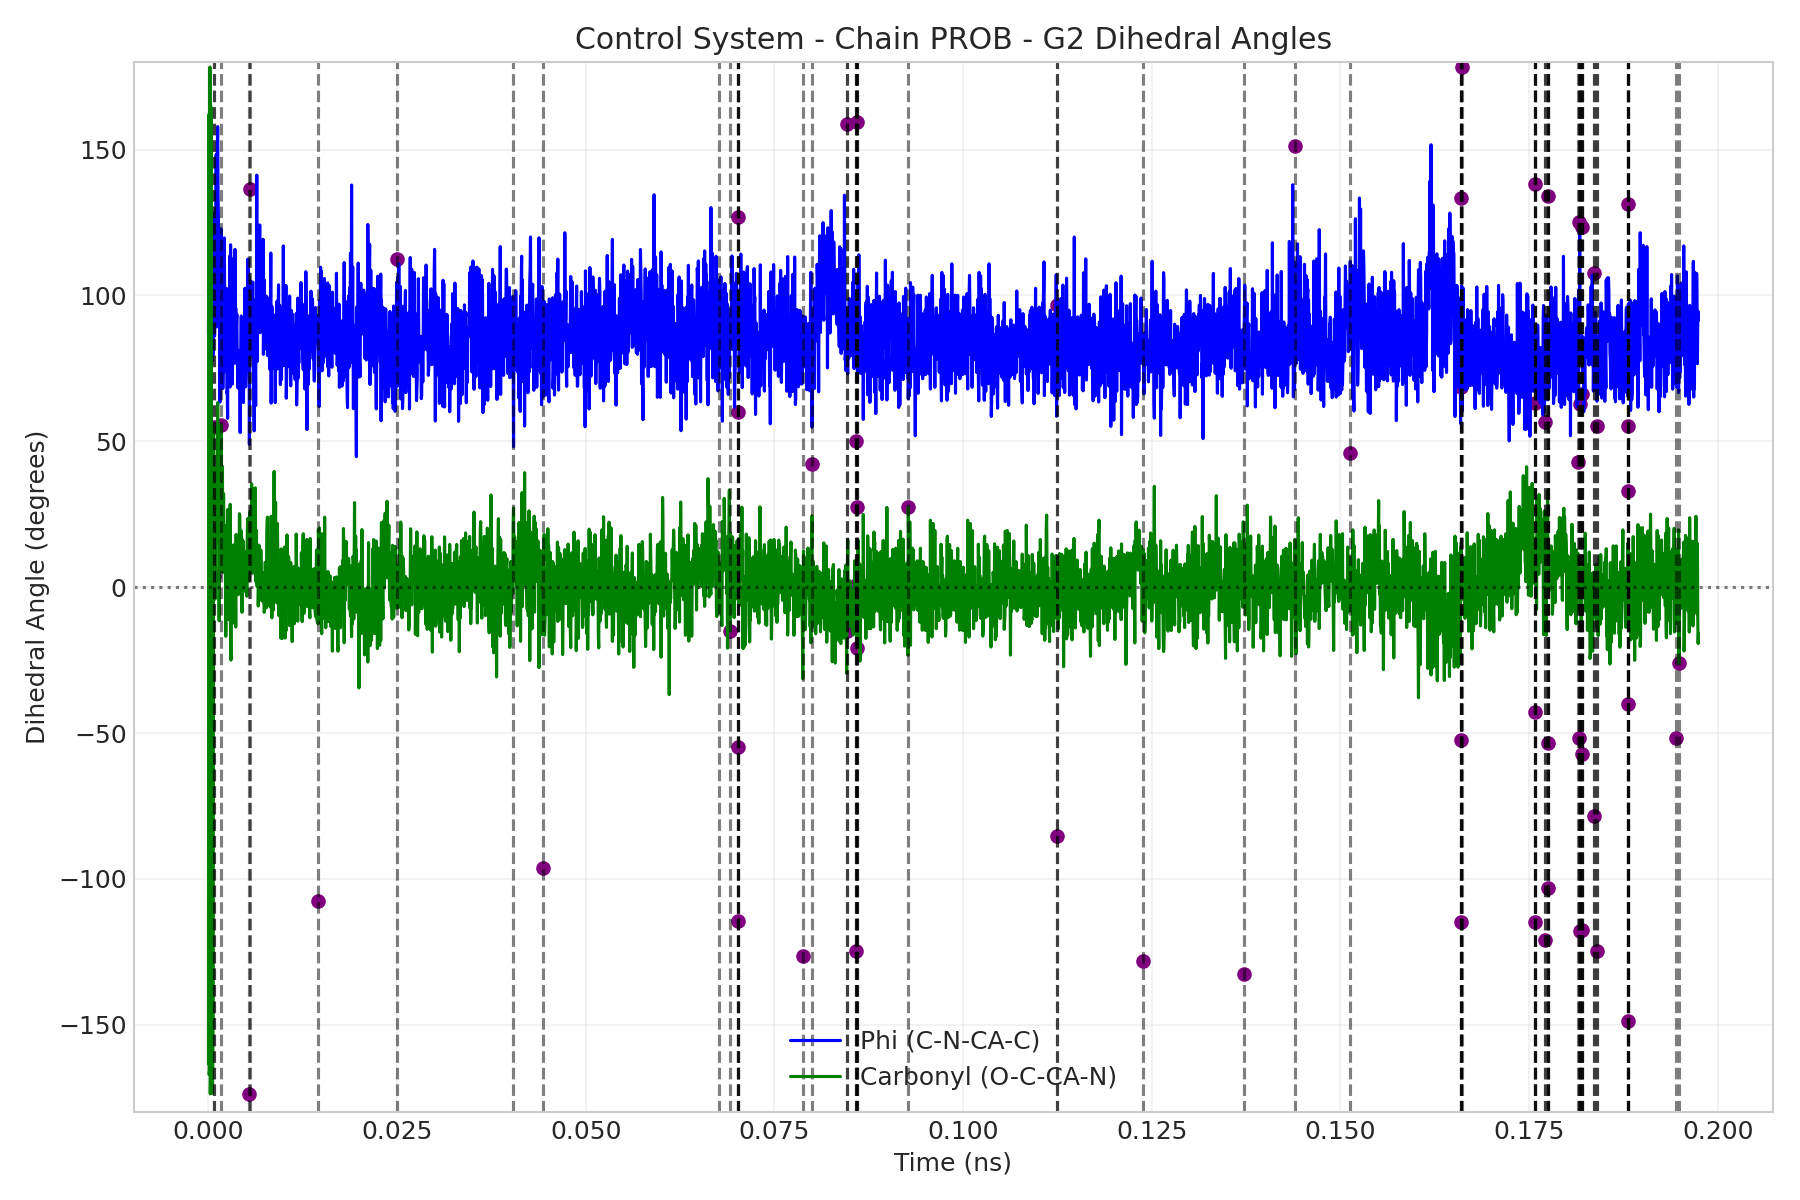 Control System - Chain PROB - G2 Dihedral Angles
Dihedral Angle (degrees)
150
100
50
0
−50
−100
−150
Phi (C-N-CA-C)
Carbonyl (O-C-CA-N)
0.000 0.025 0.050 0.075 0.100 0.125 0.150 0.175 0.200
Time (ns)